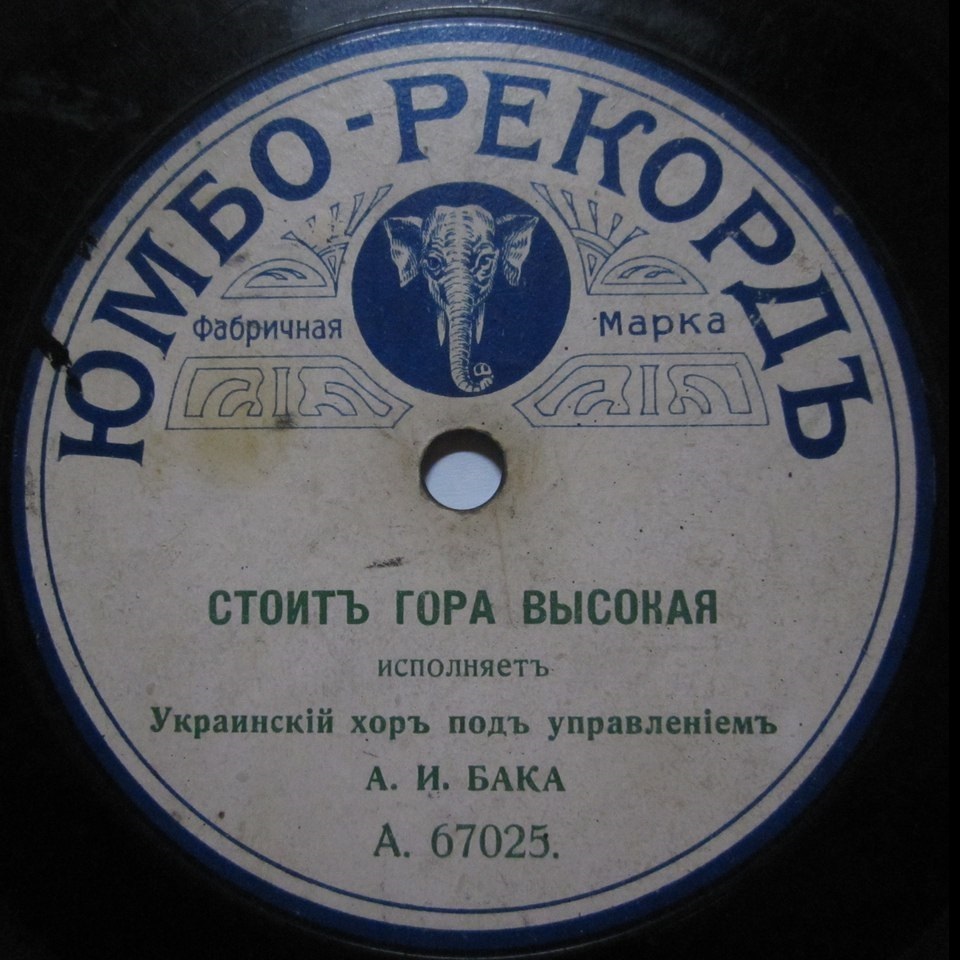 ЮМБО-РЕКОРДЪ
Фабричная Марка
СТОИТЪ ГОРА ВЫСОКАЯ
исполняетъ
Украинскій хоръ подъ управленіемъ
А. И. БАКА
А. 67025.